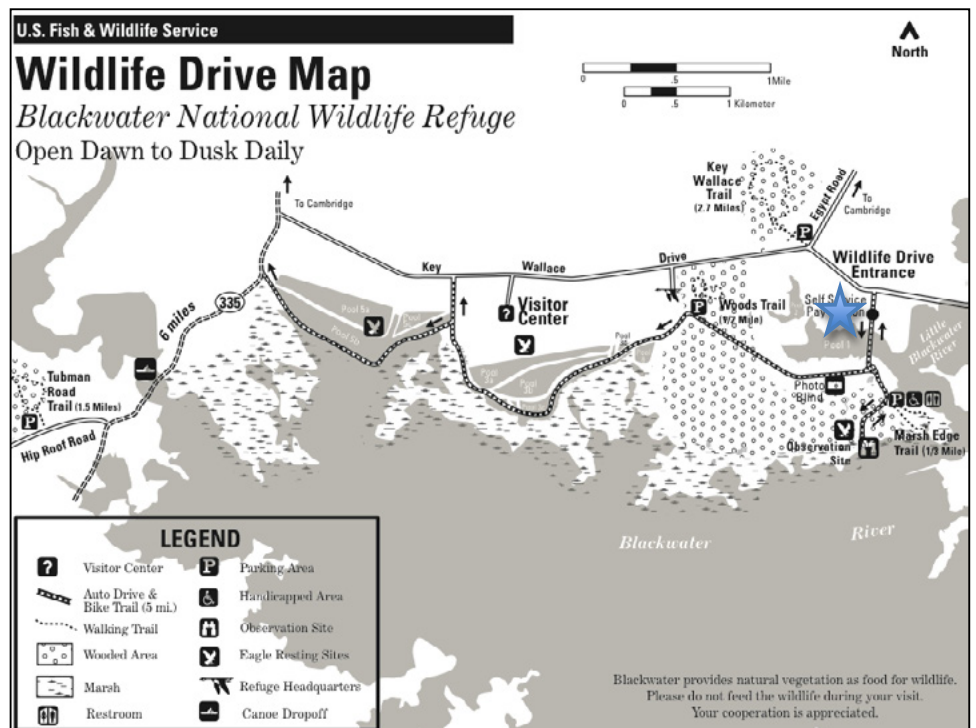 U.S. Fish & Wildlife Service
Wildlife Drive Map
Blackwater National Wildlife Refuge
Open Dawn to Dusk Daily
North
0 .5 1Mile
0 .5 1 Kilometer
To Cambridge
Key
Wallace
Trail
(2.7 Miles)
Egypt Road
To
Cambridge
Key Wallace Drive
Wildlife Drive
Entrance
335
6 miles
Pool 5a
Pool 5b
Visitor
Center
Woods Trail
Self Service
Pool 1
Little
Blackwater
River
Photo
Blind
Tubman
Road
Trail (1.5 Miles)
Hip Roof Road
Observation
Site
Marsh Edge
Trail (1/3 Mile)
Blackwater River
LEGEND
Visitor Center
Auto Drive &
Bike Trail (5 mi.)
Walking Trail
Wooded Area
Marsh
Restroom
Parking Area
Handicapped Area
Observation Site
Eagle Resting Sites
Refuge Headquarters
Canoe Dropoff
Blackwater provides natural vegetation as food for wildlife.
Please do not feed the wildlife during your visit.
Your cooperation is appreciated.